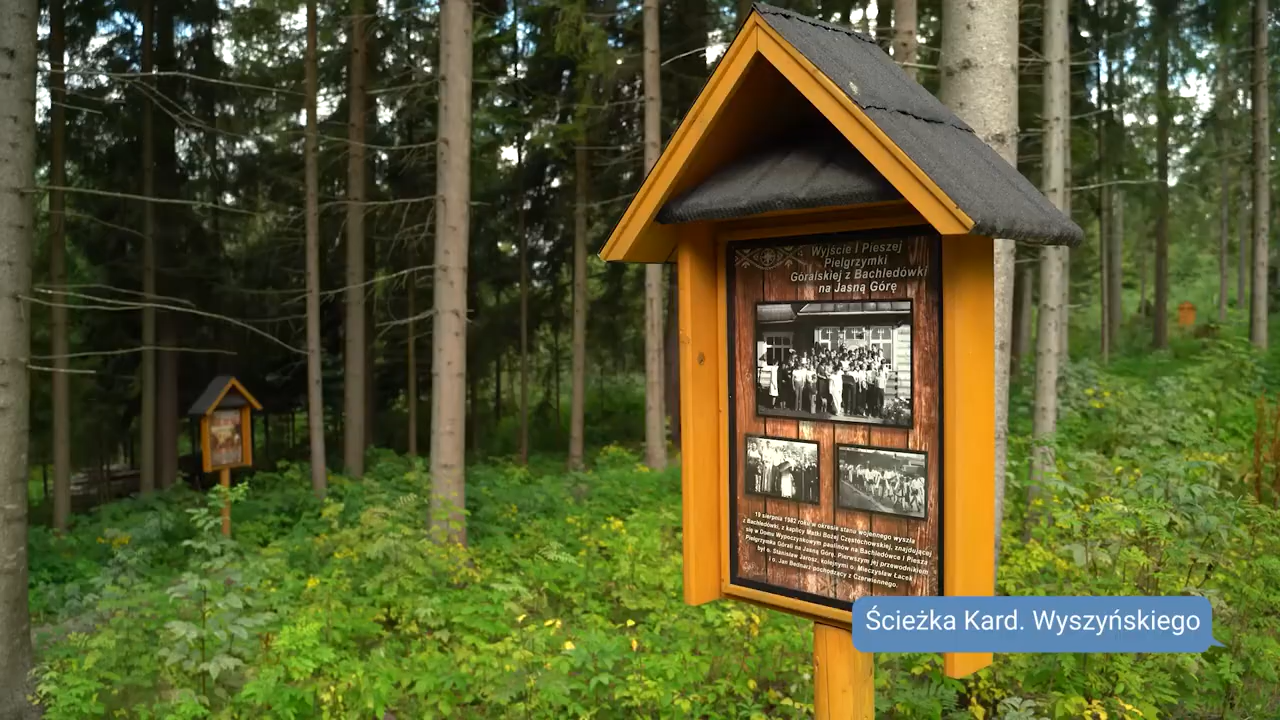 Wyjście I Pieszej
Pielgrzymki
Góralskiej z Bachledówki
na Jasną Górę
19 sierpnia 1982 roku w okresie stanu wojennego wyszła
z Bachledówki, z kaplicy Matki Bożej Częstochowskiej, znajdującej
się w Domu Wypoczynkowym paulinów na Bachledówce I Piesza
Pielgrzymka Górali na Jasną Górę. Pierwszym jej przewodnikiem
był o. Stanisław Jarosz, kolejnymi o. Mieczysław Łacek
i o. Jan Bednarz pochodzący z Czerwiennego.
Ścieżka Kard. Wyszyńskiego